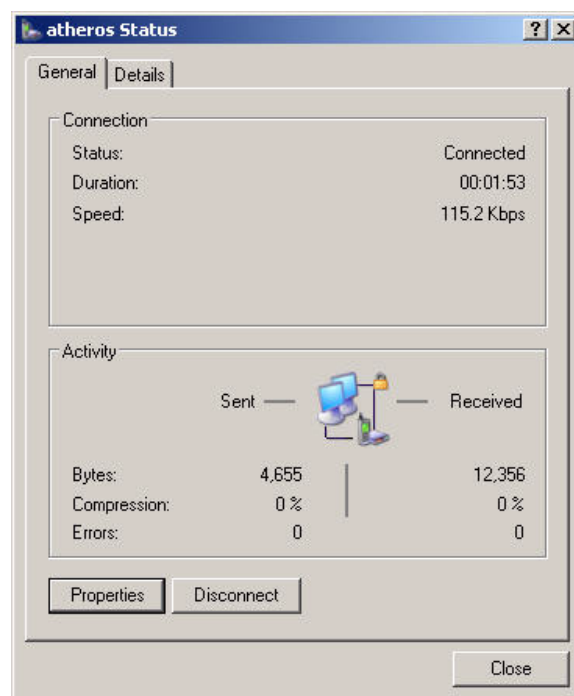 atheros Status
General Details
Connection
Status: Connected
Duration: 00:01:53
Speed: 115.2 Kbps
Activity
Sent Received
Bytes: 4,655 12,356
Compression: 0 % 0 %
Errors: 0 0
Properties Disconnect
Close